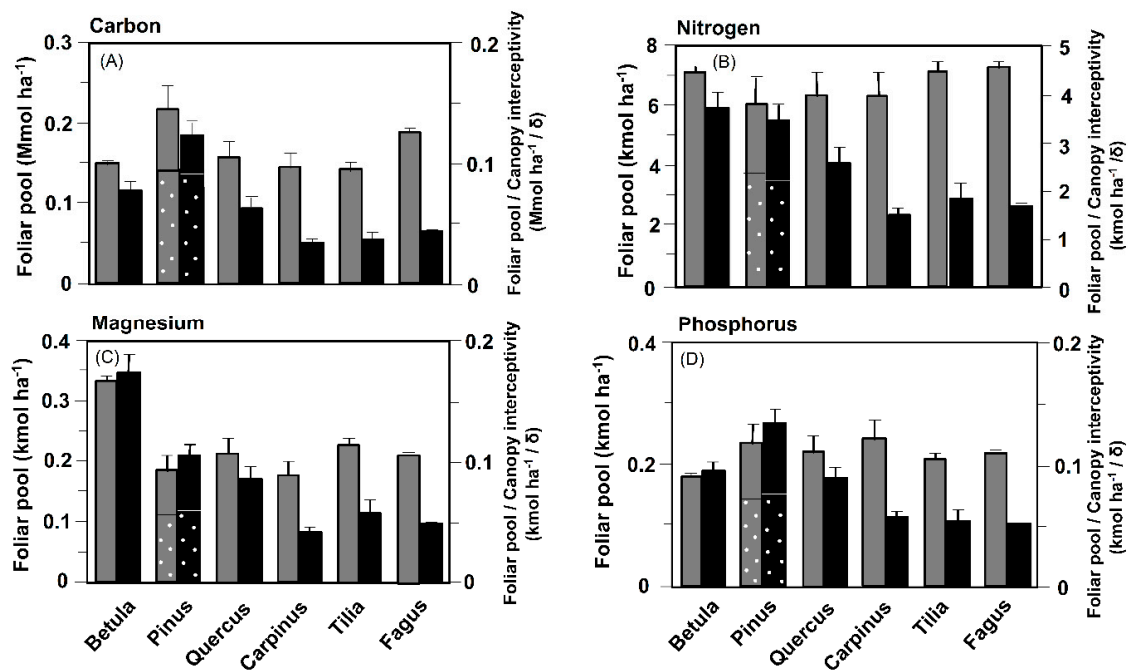 Carbon
(A)
Foliar pool (Mmol ha⁻¹)
0.3
0.2
0.1
0
0.2
0.1
0
Foliar pool / Canopy interceptivity
(Mmol ha⁻¹ / δ)
Nitrogen
(B)
Foliar pool (kmol ha⁻¹)
8
6
4
2
0
5
4
3
2
1
0
Foliar pool / Canopy interceptivity
(kmol ha⁻¹ /δ)
Magnesium
(C)
Foliar pool (kmol ha⁻¹)
0.4
0.3
0.2
0.1
0
0.2
0.1
0
Foliar pool / Canopy interceptivity
(kmol ha⁻¹ / δ)
Betula
Pinus
Quercus
Carpinus
Tilia
Fagus
Phosphorus
(D)
Foliar pool (kmol ha⁻¹)
0.4
0.2
0
0.2
0.1
0
Foliar pool / Canopy interceptivity
(kmol ha⁻¹ / δ)
Betula
Pinus
Quercus
Carpinus
Tilia
Fagus